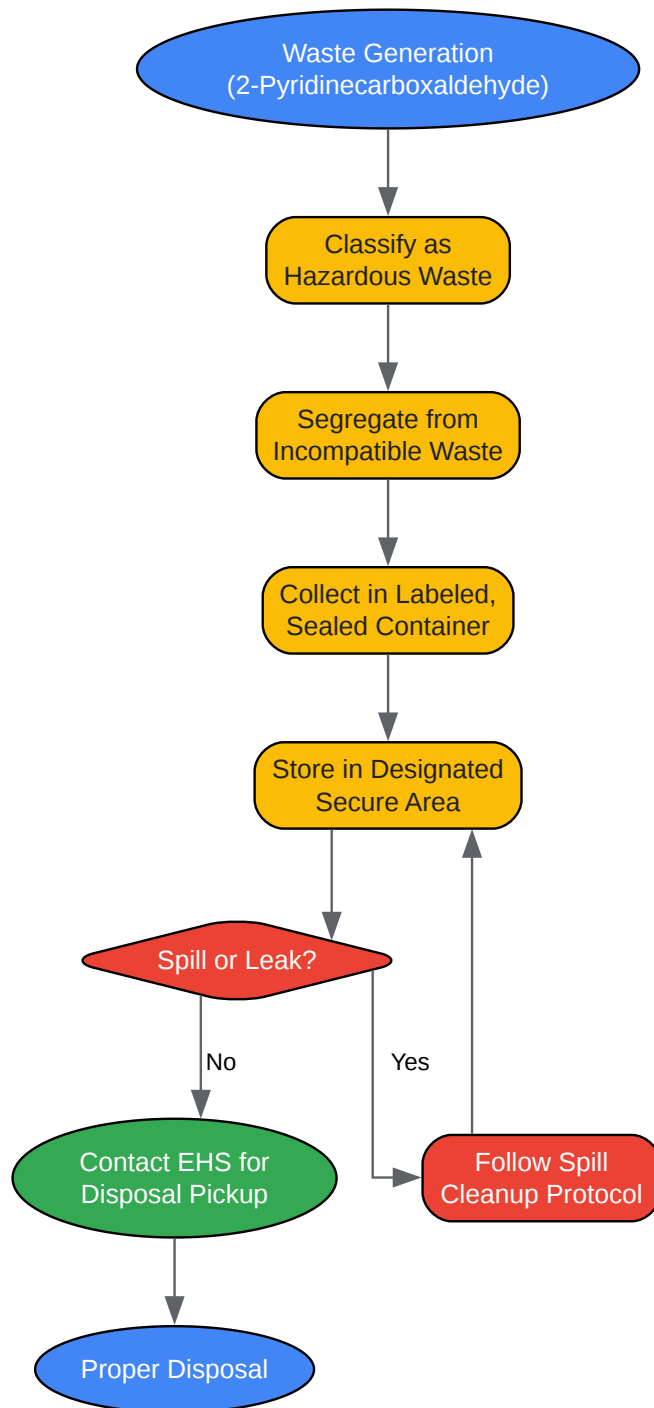 Waste Generation
(2-Pyridinecarboxaldehyde)
Classify as
Hazardous Waste
Segregate from
Incompatible Waste
Collect in Labeled,
Sealed Container
Store in Designated
Secure Area
Spill or Leak?
No
Yes
Contact EHS for
Disposal Pickup
Follow Spill
Cleanup Protocol
Proper Disposal